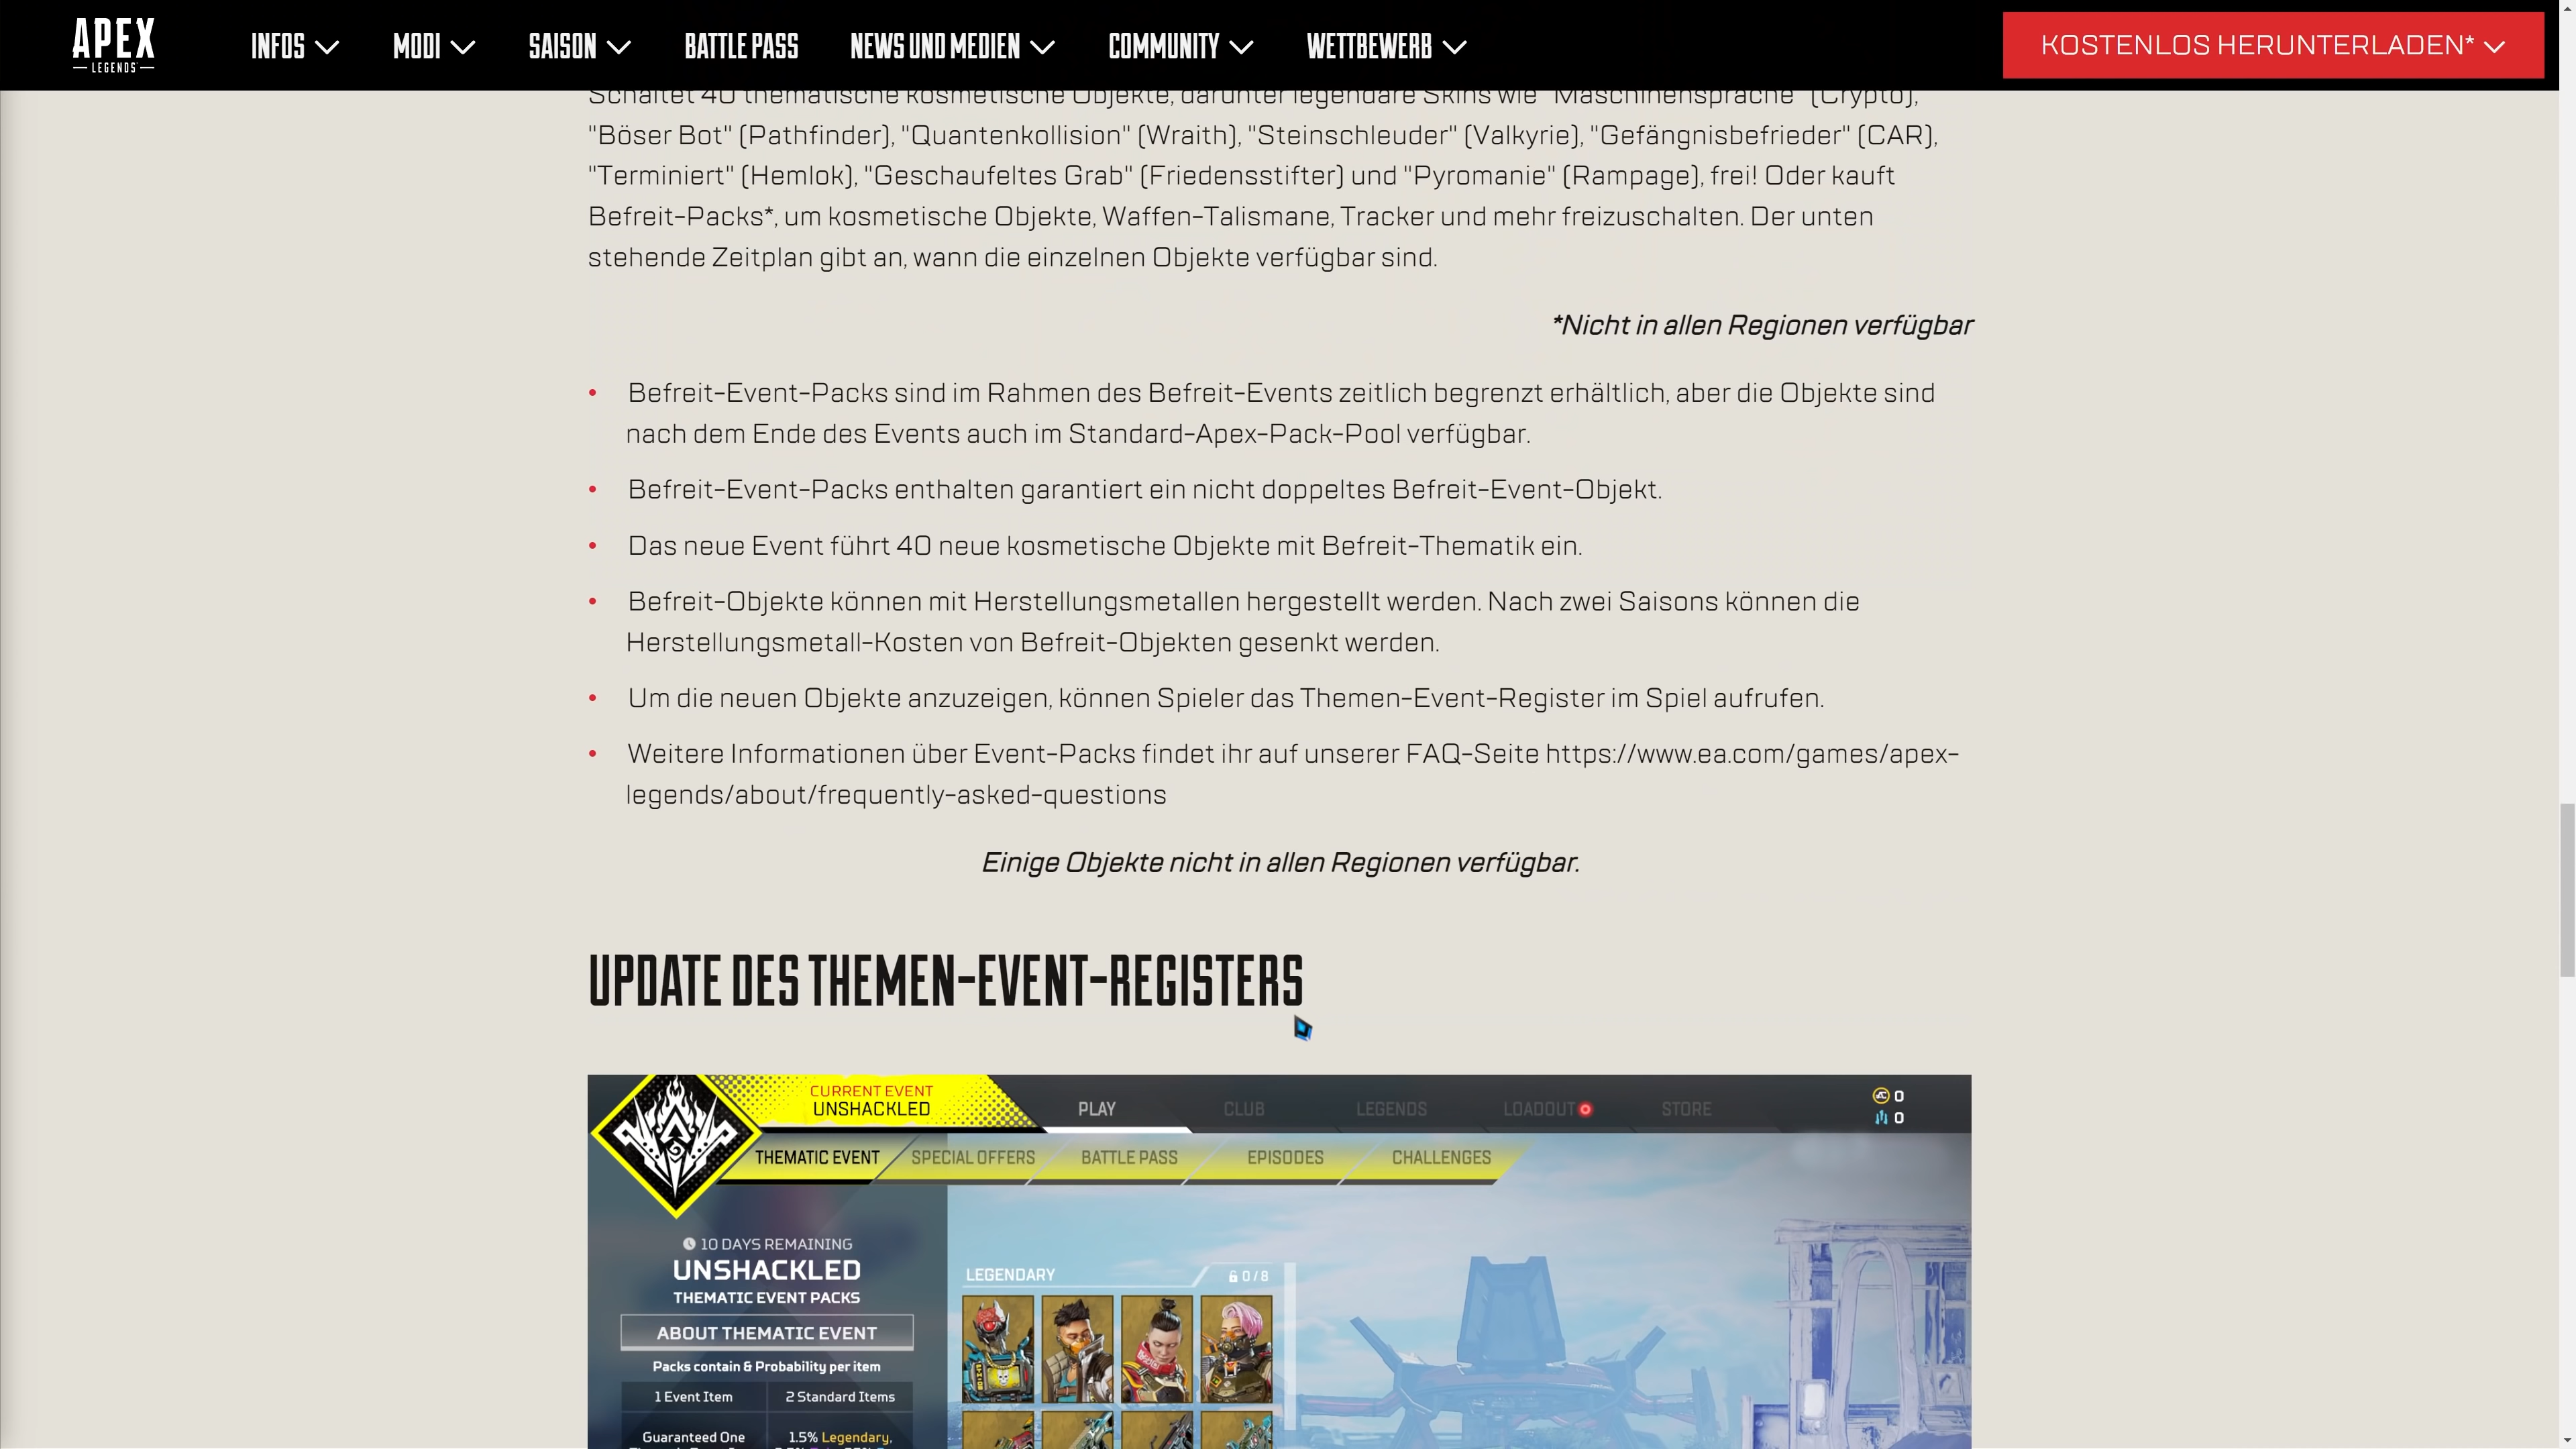 APEX
LEGENDS
INFOS
MODI
SAISON
BATTLE PASS
NEWS UND MEDIEN
COMMUNITY
WETTBEWERB
KOSTENLOS HERUNTERLADEN*
Schaltet 40 thematische kosmetische Objekte, darunter legendäre Skins wie "Maschinensprache" (Crypto),
"Böser Bot" (Pathfinder), "Quantenkollision" (Wraith), "Steinschleuder" (Valkyrie), "Gefängnisbefrieder" (CAR),
"Terminiert" (Hemlok), "Geschaufeltes Grab" (Friedensstifter) und "Pyromanie" (Rampage), frei! Oder kauft
Befreit-Packs*, um kosmetische Objekte, Waffen-Talismane, Tracker und mehr freizuschalten. Der unten
stehende Zeitplan gibt an, wann die einzelnen Objekte verfügbar sind.
*Nicht in allen Regionen verfügbar
• Befreit-Event-Packs sind im Rahmen des Befreit-Events zeitlich begrenzt erhältlich, aber die Objekte sind
nach dem Ende des Events auch im Standard-Apex-Pack-Pool verfügbar.
• Befreit-Event-Packs enthalten garantiert ein nicht doppeltes Befreit-Event-Objekt.
• Das neue Event führt 40 neue kosmetische Objekte mit Befreit-Thematik ein.
• Befreit-Objekte können mit Herstellungsmetallen hergestellt werden. Nach zwei Saisons können die
Herstellungsmetall-Kosten von Befreit-Objekten gesenkt werden.
• Um die neuen Objekte anzuzeigen, können Spieler das Themen-Event-Register im Spiel aufrufen.
• Weitere Informationen über Event-Packs findet ihr auf unserer FAQ-Seite https://www.ea.com/games/apex-
legends/about/frequently-asked-questions
Einige Objekte nicht in allen Regionen verfügbar.
UPDATE DES THEMEN-EVENT-REGISTERS
CURRENT EVENT
UNSHACKLED
PLAY
CLUB
LEGENDS
LOADOUT
STORE
0
0
THEMATIC EVENT
SPECIAL OFFERS
BATTLE PASS
EPISODES
CHALLENGES
10 DAYS REMAINING
UNSHACKLED
THEMATIC EVENT PACKS
ABOUT THEMATIC EVENT
Packs contain & Probability per item
1 Event Item
2 Standard Items
Guaranteed One
1.5% Legendary,
LEGENDARY
0/8